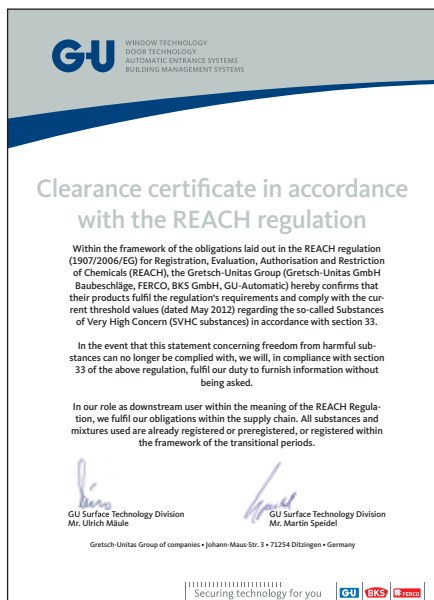 G-U
WINDOW TECHNOLOGY
DOOR TECHNOLOGY
AUTOMATIC ENTRANCE SYSTEMS
BUILDING MANAGEMENT SYSTEMS
Clearance certificate in accordance
with the REACH regulation
Within the framework of the obligations laid out in the REACH regulation
(1907/2006/EG) for Registration, Evaluation, Authorisation and Restriction
of Chemicals (REACH), the Gretsch-Unitas Group (Gretsch-Unitas GmbH
Baubeschläge, FERCO, BKS GmbH, GU-Automatic) hereby confirms that
their products fulfil the regulation's requirements and comply with the cur-
rent threshold values (dated May 2012) regarding the so-called Substances
of Very High Concern (SVHC substances) in accordance with section 33.
In the event that this statement concerning freedom from harmful sub-
stances can no longer be complied with, we will, in compliance with section
33 of the above regulation, fulfil our duty to furnish information without
being asked.
In our role as downstream user within the meaning of the REACH Regula-
tion, we fulfil our obligations within the supply chain. All substances and
mixtures used are already registered or preregistered, or registered within
the framework of the transitional periods.
GU Surface Technology Division
Mr. Ulrich Mäule
GU Surface Technology Division
Mr. Martin Speidel
Gretsch-Unitas Group of companies • Johann-Maus-Str. 3 • 71254 Ditzingen • Germany
Securing technology for you
GU
BKS
FERCO